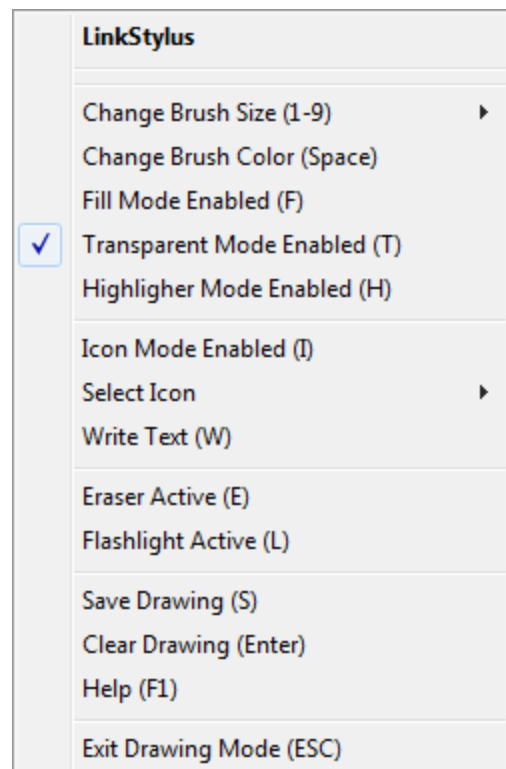 LinkStylus
Change Brush Size (1-9)
Change Brush Color (Space)
Fill Mode Enabled (F)
Transparent Mode Enabled (T)
Highligher Mode Enabled (H)
Icon Mode Enabled (I)
Select Icon
Write Text (W)
Eraser Active (E)
Flashlight Active (L)
Save Drawing (S)
Clear Drawing (Enter)
Help (F1)
Exit Drawing Mode (ESC)